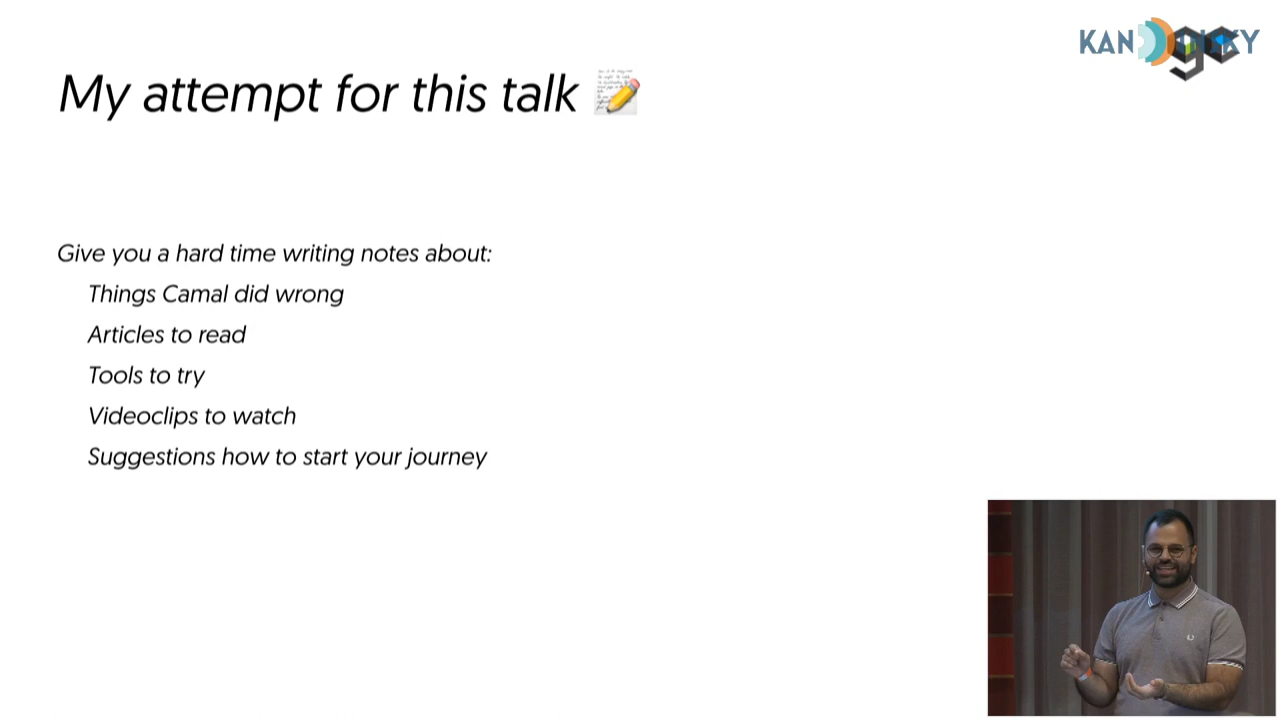 My attempt for this talk
Give you a hard time writing notes about:
Things Camal did wrong
Articles to read
Tools to try
Videoclips to watch
Suggestions how to start your journey